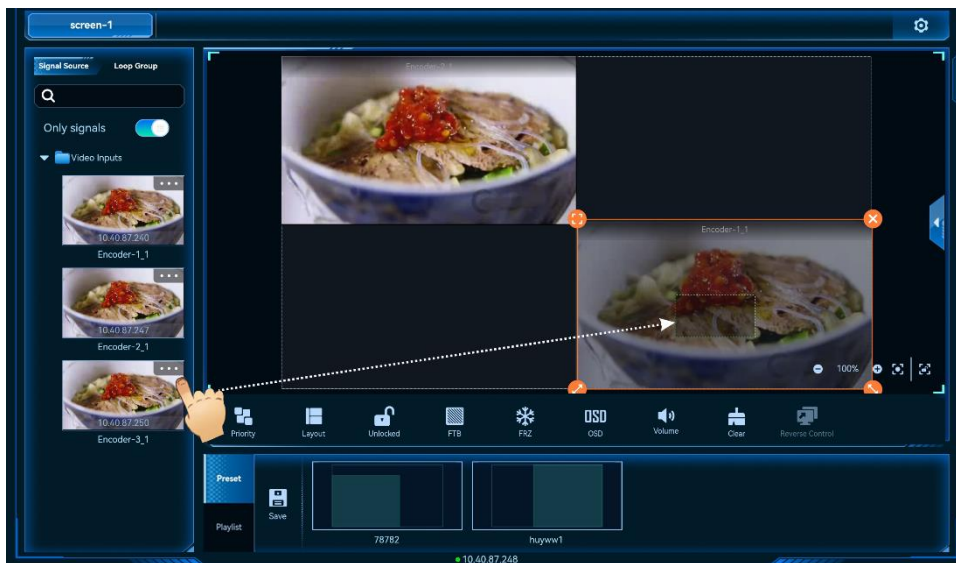 screen-1
Signal Source
Loop Group
Only signals
Video Inputs
10.40.87.240
Encoder-1_1
10.40.87.247
Encoder-2_1
10.40.87.250
Encoder-3_1
Encoder-2_1
Encoder-1_1
100%
Priority
Layout
Unlocked
FTB
FRZ
OSD
OSD
Volume
Clear
Reverse Control
Preset
Playlist
Save
78782
huyww1
10.40.87.248